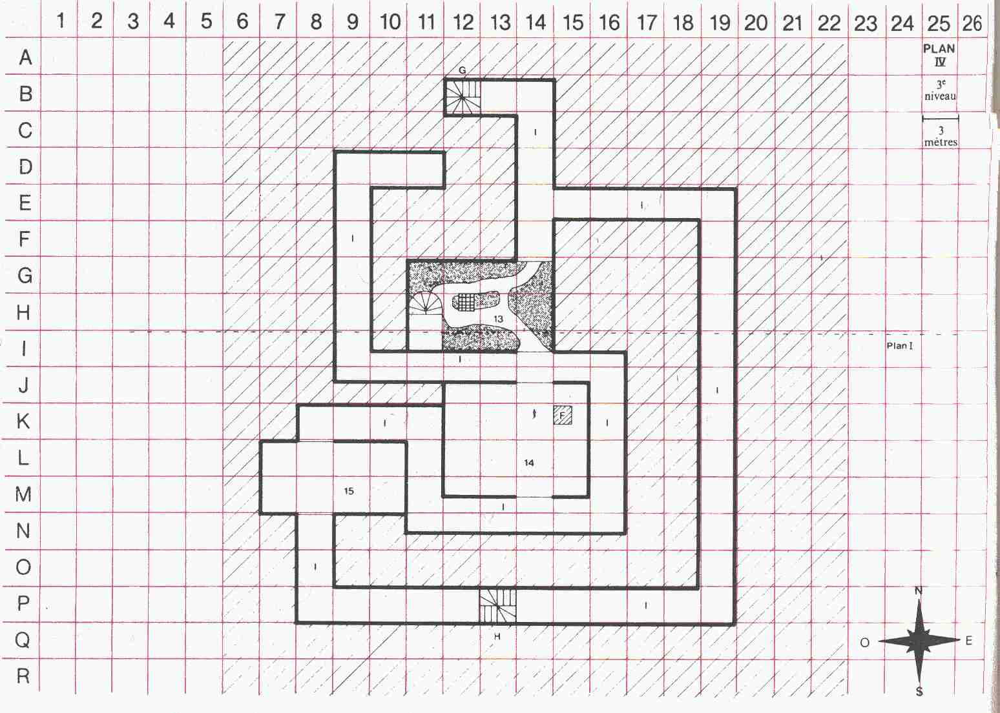 1 2 3 4 5 6 7 8 9 10 11 12 13 14 15 16 17 18 19 20 21 22 23 24 25 26
A
PLAN
IV
G
B
3e
niveau
C
I
3
mètres
D
E
I
F
I
G
H
13
I
Plan I
I
J
I
K
I
F
I
L
14
M
15
I
N
O
I
P
I
N
Q
H
O
E
R
S